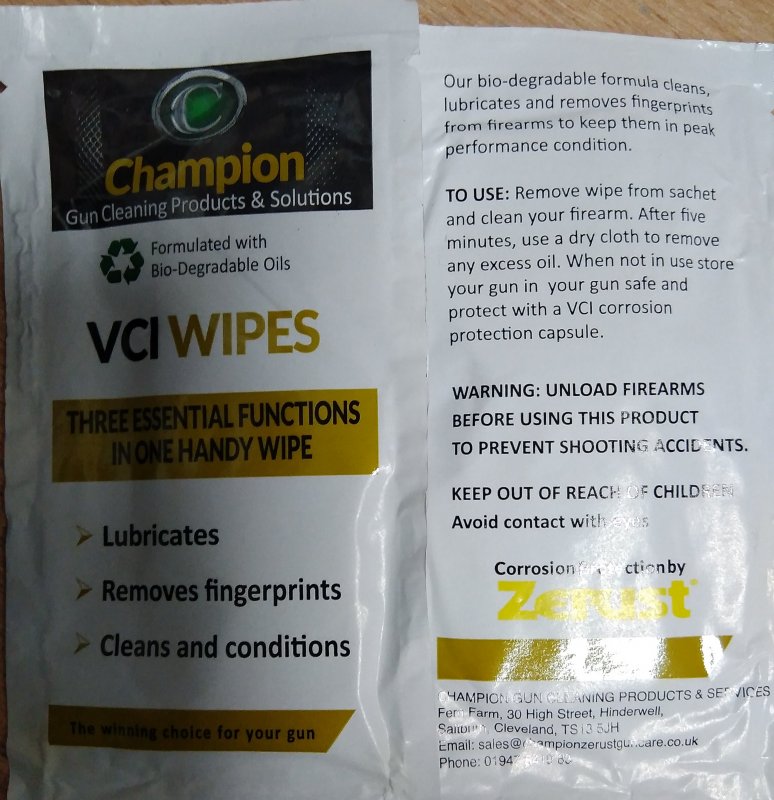 C
Champion
Gun Cleaning Products & Solutions
Formulated with
Bio-Degradable Oils
VCI WIPES
THREE ESSENTIAL FUNCTIONS
IN ONE HANDY WIPE
Lubricates
Removes fingerprints
Cleans and conditions
The winning choice for your gun
Our bio-degradable formula cleans,
lubricates and removes fingerprints
from firearms to keep them in peak
performance condition.
TO USE: Remove wipe from sachet
and clean your firearm. After five
minutes, use a dry cloth to remove
any excess oil. When not in use store
your gun in your gun safe and
protect with a VCI corrosion
protection capsule.
WARNING: UNLOAD FIREARMS
BEFORE USING THIS PRODUCT
TO PREVENT SHOOTING ACCIDENTS.
KEEP OUT OF REACH OF CHILDREN
Avoid contact with eyes
Corrosion by
Zerust®
CHAMPION GUN CLEANING PRODUCTS & SERVICES
Fern Farm, 30 High Street, Hinderwell,
Cleveland, TS13 5JH
Email: sales@championzerustguncare.co.uk
Phone: